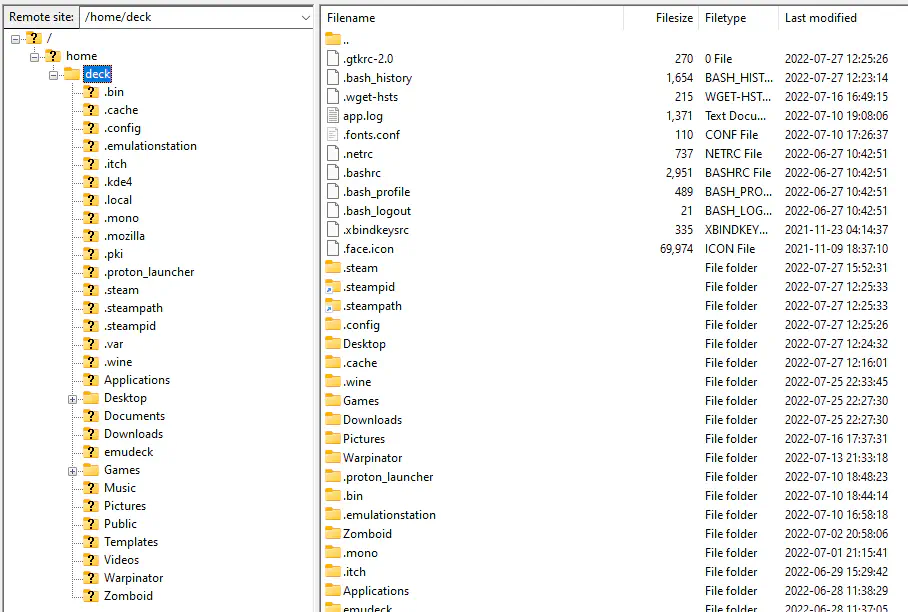 Remote site: /home/deck
/
home
deck
.bin
.cache
.config
.emulationstation
.itch
.kde4
.local
.mono
.mozilla
.pki
.proton_launcher
.steam
.steampath
.steampid
.var
.wine
Applications
Desktop
Documents
Downloads
emudeck
Games
Music
Pictures
Public
Templates
Videos
Warpinator
Zomboid
Filename Filesize Filetype Last modified
..
.gtkrc-2.0 270 0 File 2022-07-27 12:25:26
.bash_history 1,654 BASH_HIST... 2022-07-27 12:23:14
.wget-hsts 215 WGET-HST... 2022-07-16 16:49:15
app.log 1,371 Text Docu... 2022-07-10 19:08:06
.fonts.conf 110 CONF File 2022-07-10 17:26:37
.netrc 737 NETRC File 2022-06-27 10:42:51
.bashrc 2,951 BASHRC File 2022-06-27 10:42:51
.bash_profile 489 BASH_PRO... 2022-06-27 10:42:51
.bash_logout 21 BASH_LOG... 2022-06-27 10:42:51
.xbindkeysrc 335 XBINDKEY... 2021-11-23 04:14:37
.face.icon 69,974 ICON File 2021-11-09 18:37:10
.steam File folder 2022-07-27 15:52:31
.steampid File folder 2022-07-27 12:25:33
.steampath File folder 2022-07-27 12:25:33
.config File folder 2022-07-27 12:25:26
Desktop File folder 2022-07-27 12:24:32
.cache File folder 2022-07-27 12:16:01
.wine File folder 2022-07-25 22:33:45
Games File folder 2022-07-25 22:27:30
Downloads File folder 2022-07-25 22:27:30
Pictures File folder 2022-07-16 17:37:31
Warpinator File folder 2022-07-13 21:33:18
.proton_launcher File folder 2022-07-10 18:48:23
.bin File folder 2022-07-10 18:44:14
.emulationstation File folder 2022-07-10 16:58:18
Zomboid File folder 2022-07-02 20:58:06
.mono File folder 2022-07-01 21:15:41
.itch File folder 2022-06-29 15:29:42
Applications File folder 2022-06-28 11:38:29
emudeck File folder 2022-06-28 11:37:05